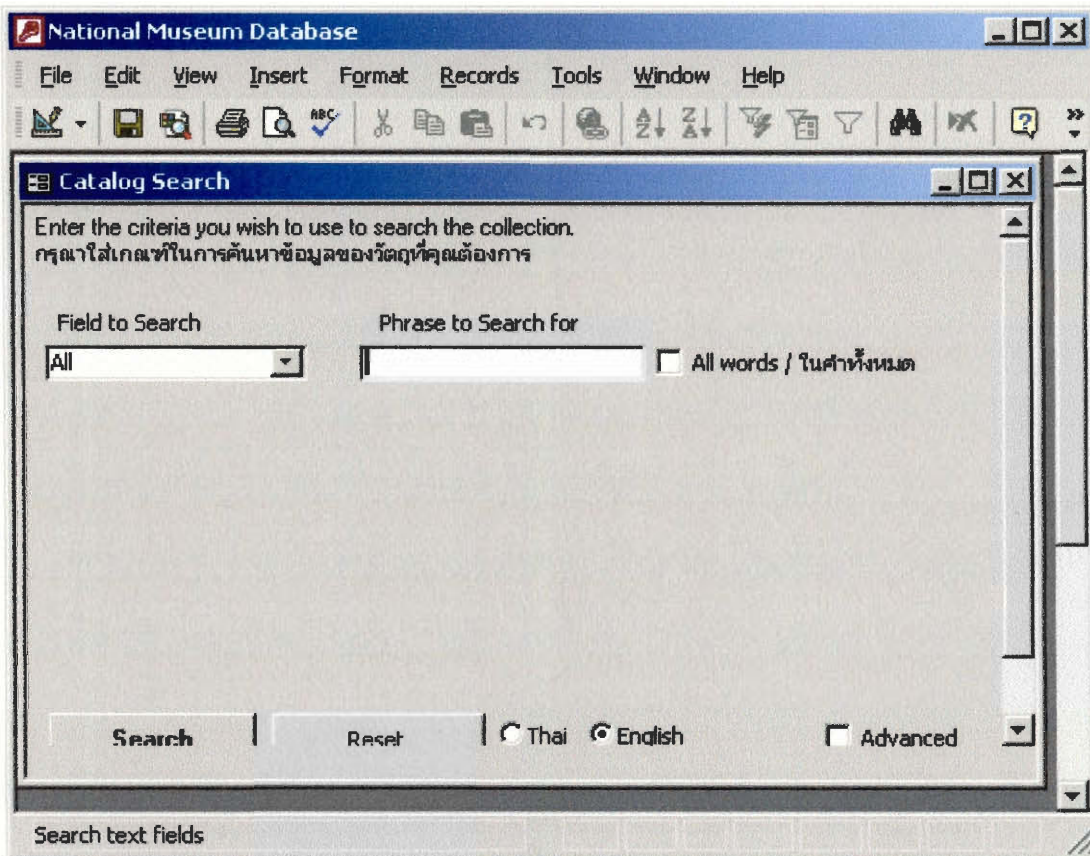 National Museum Database
File Edit View Insert Format Records Tools Window Help
Catalog Search
Enter the criteria you wish to use to search the collection.
กรุณาใส่เกณฑ์ในการค้นหาข้อมูลของวัตถุที่คุณต้องการ
Field to Search Phrase to Search for
All All words / ในคำทั้งหมด
Search Reset Thai English Advanced
Search text fields